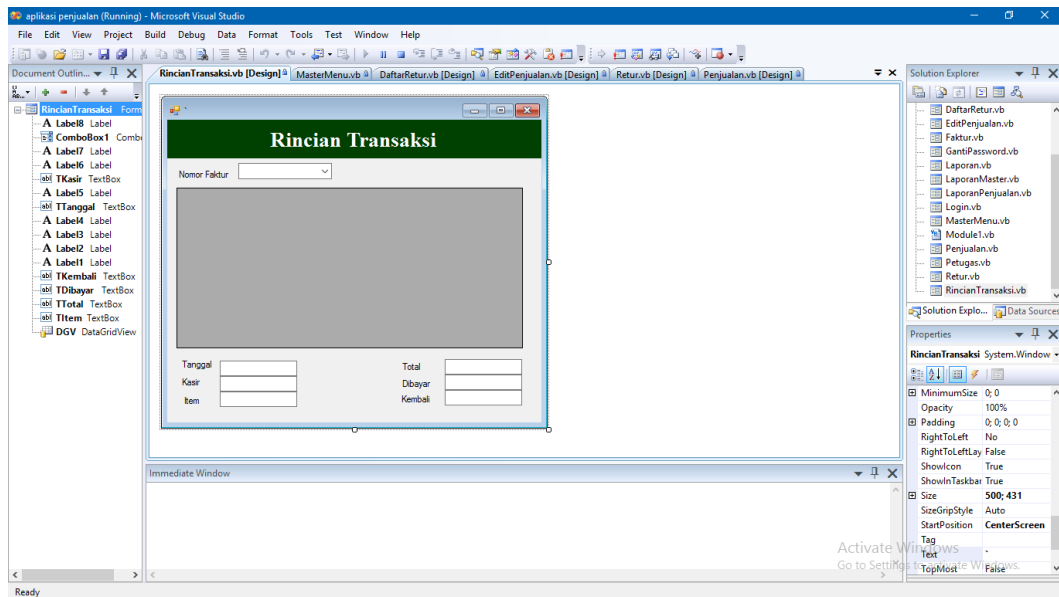 aplikasi penjualan (Running) - Microsoft Visual Studio
File Edit View Project Build Debug Data Format Tools Test Window Help
Document Outlin...
RincianTransaksi Form
Label8 Label
ComboBox1 Combo
Label7 Label
Label6 Label
TKasir TextBox
Label5 Label
TTanggal TextBox
Label4 Label
Label3 Label
Label2 Label
Label1 Label
TKembali TextBox
TDibayar TextBox
TTotal TextBox
TItem TextBox
DGV DataGridView
RincianTransaksi.vb [Design] MasterMenu.vb DaftarRetur.vb [Design] EditPenjualan.vb [Design] Retur.vb [Design] Penjualan.vb [Design]
Rincian Transaksi
Nomor Faktur
Tanggal
Kasir
Item
Total
Dibayar
Kembali
Immediate Window
Solution Explorer
DaftarRetur.vb
EditPenjualan.vb
Faktur.vb
GantiPassword.vb
Laporan.vb
LaporanMaster.vb
LaporanPenjualan.vb
Login.vb
MasterMenu.vb
Module1.vb
Penjualan.vb
Petugas.vb
Retur.vb
RincianTransaksi.vb
Solution Explo... Data Sources
Properties
RincianTransaksi System.Window
MinimumSize 0; 0
Opacity 100%
Padding 0; 0; 0; 0
RightToLeft No
RightToLeftLay False
ShowIcon True
ShowInTaskbar True
Size 500; 431
SizeGripStyle Auto
StartPosition CenterScreen
Tag
Text
TopMost False
Activate Windows
Go to Settings to activate Windows.
Ready